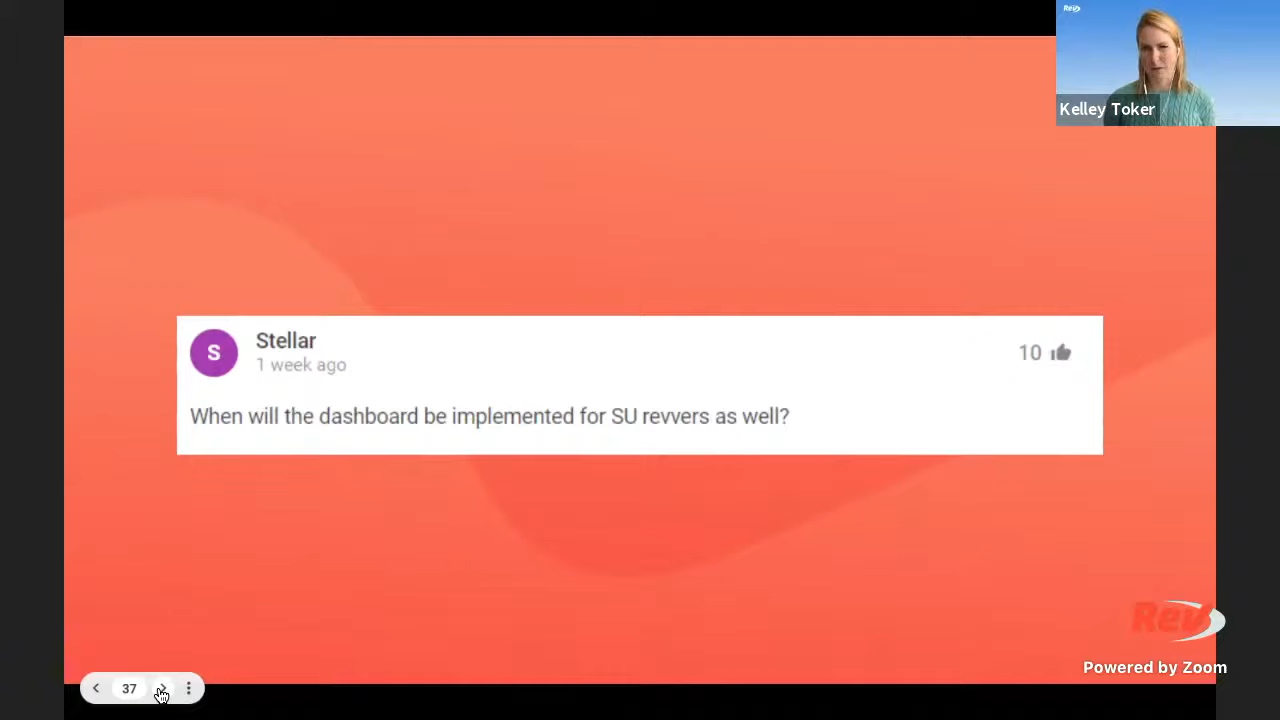 Rev
Kelley Toker
S
Stellar
1 week ago
10
When will the dashboard be implemented for SU revvers as well?
Rev
Powered by Zoom
37